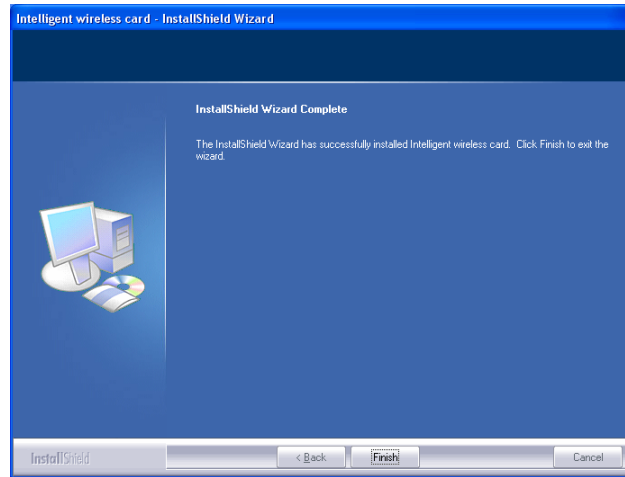 Intelligent wireless card - InstallShield Wizard
InstallShield Wizard Complete
The InstallShield Wizard has successfully installed Intelligent wireless card. Click Finish to exit the
wizard.
InstallShield
< Back Finish Cancel